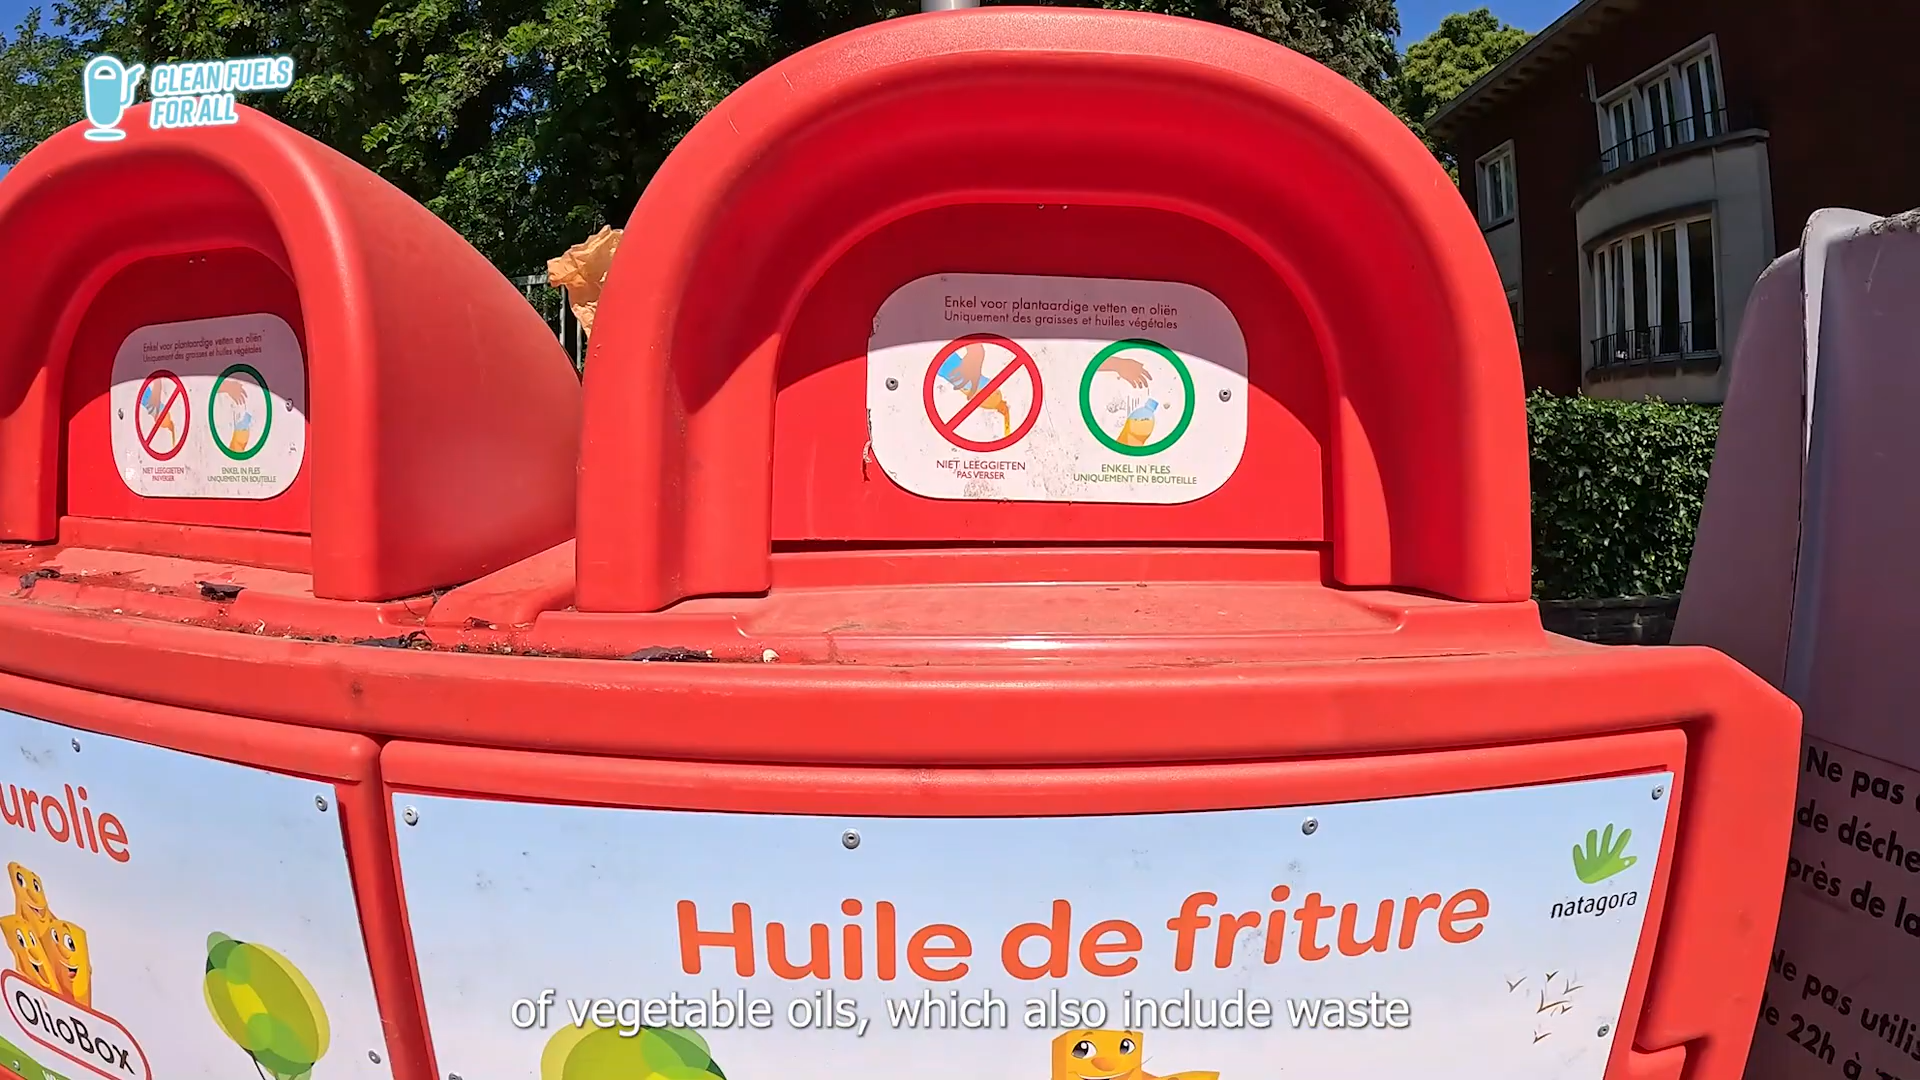 CLEAN FUELS
FOR ALL
Enkel voor plantaardige vetten en oliën
Uniquement des graisses et huiles végétales
NIET LEEGGIETEN
PAS VERSER
ENKEL IN FLES
UNIQUEMENT EN BOUTEILLE
Enkel voor plantaardige vetten en oliën
Uniquement des graisses et huiles végétales
NIET LEEGGIETEN
PAS VERSER
ENKEL IN FLES
UNIQUEMENT EN BOUTEILLE
urolie
OlioBox
Huile de friture
natagora
Ne pas
de déche
près de la
Ne pas utilis
e 22h à
of vegetable oils, which also include waste